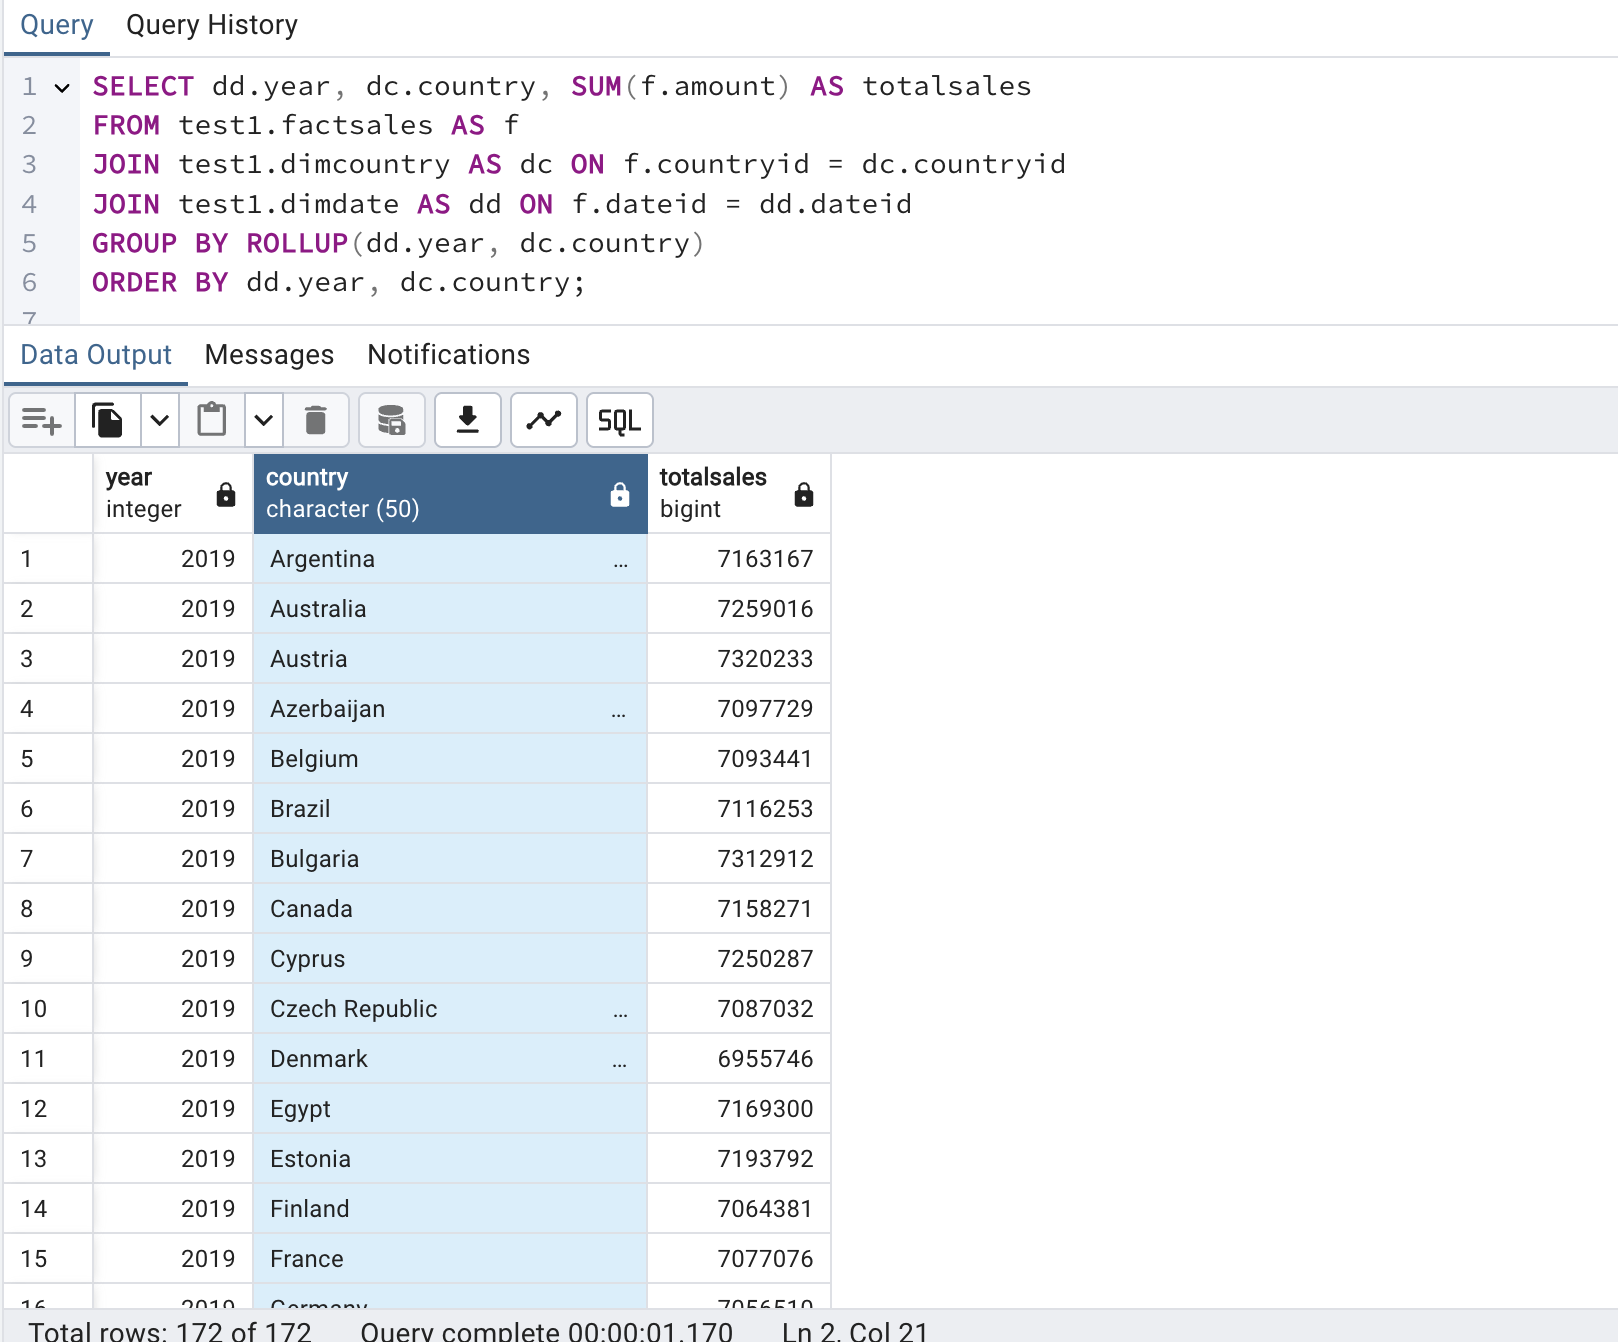 Query Query History
1 SELECT dd.year, dc.country, SUM(f.amount) AS totalsales
2 FROM test1.factsales AS f
3 JOIN test1.dimcountry AS dc ON f.countryid = dc.countryid
4 JOIN test1.dimdate AS dd ON f.dateid = dd.dateid
5 GROUP BY ROLLUP(dd.year, dc.country)
6 ORDER BY dd.year, dc.country;
7
Data Output Messages Notifications
SQL
year country totalsales
integer character (50) bigint
1 2019 Argentina ... 7163167
2 2019 Australia 7259016
3 2019 Austria 7320233
4 2019 Azerbaijan ... 7097729
5 2019 Belgium 7093441
6 2019 Brazil 7116253
7 2019 Bulgaria 7312912
8 2019 Canada 7158271
9 2019 Cyprus 7250287
10 2019 Czech Republic ... 7087032
11 2019 Denmark ... 6955746
12 2019 Egypt 7169300
13 2019 Estonia 7193792
14 2019 Finland 7064381
15 2019 France 7077076
16 2019 Germany 7056510
Total rows: 172 of 172 Query complete 00:00:01.170 Ln 2, Col 21